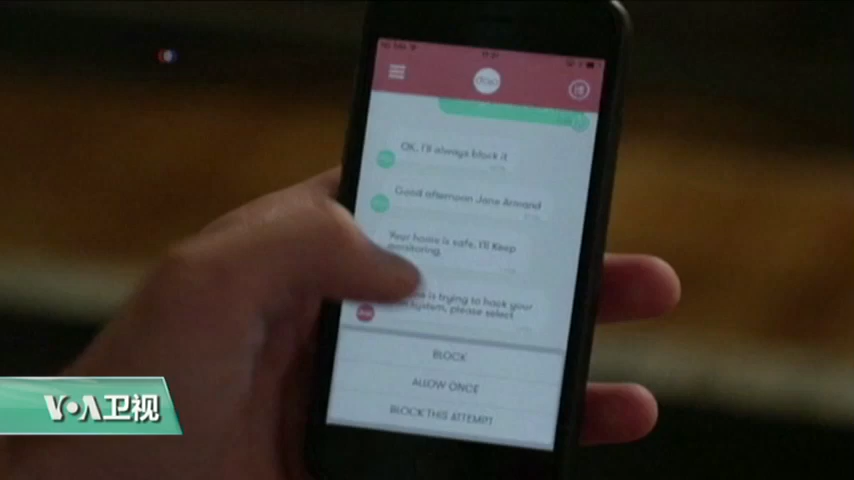 dojo
OK, I'll always block it
Good afternoon Jane Armand
Your home is safe, I'll Keep
monitoring.
is trying to hack your
system, please select
BLOCK
ALLOW ONCE
BLOCK THIS ATTEMPT
VOA卫视